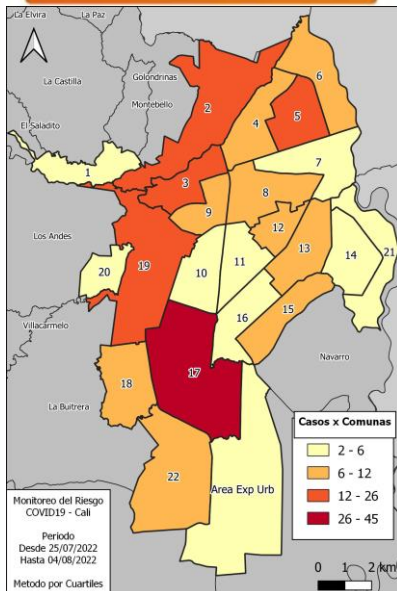 La Elvira
La Paz
La Castilla
Golondrinas
Montebello
El Saladito
Los Andes
Villacarmelo
La Buitrera
Navarro
1
2
3
4
5
6
7
8
9
10
11
12
13
14
15
16
17
18
19
20
21
22
Area Exp Urb
Casos x Comunas
2 - 6
6 - 12
12 - 26
26 - 45
Monitoreo del Riesgo
COVID19 - Cali
Periodo
Desde 25/07/2022
Hasta 04/08/2022
Metodo por Cuartiles
0 1 2 km